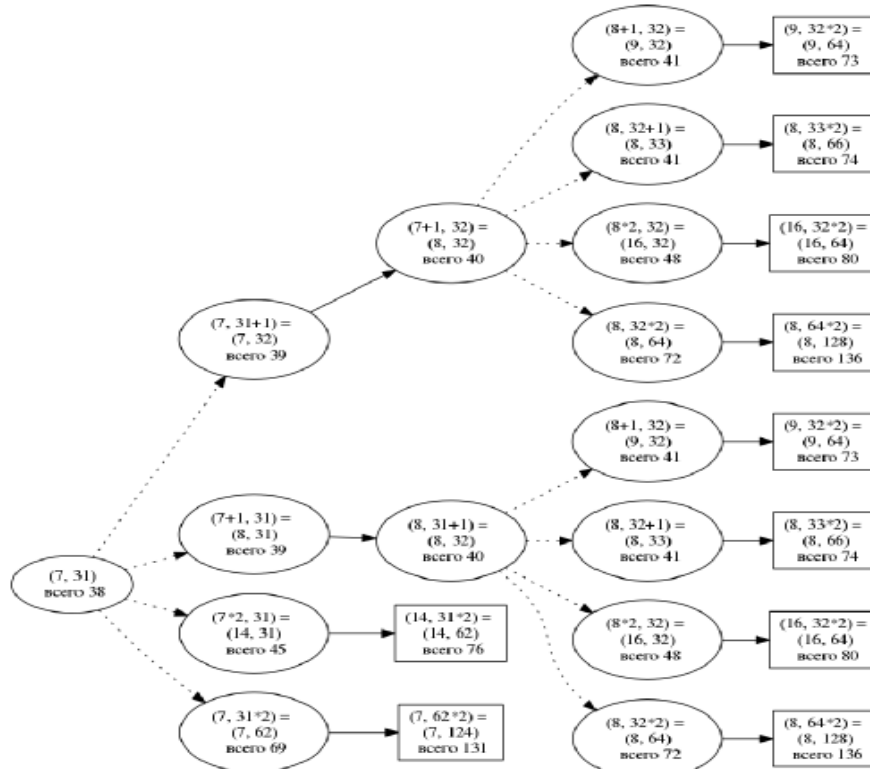 (8+1, 32) =
(9, 32)
всего 41
(9, 32*2) =
(9, 64)
всего 73
(8, 32+1) =
(8, 33)
всего 41
(8, 33*2) =
(8, 66)
всего 74
(7+1, 32) =
(8, 32)
всего 40
(8*2, 32) =
(16, 32)
всего 48
(16, 32*2) =
(16, 64)
всего 80
(7, 31+1) =
(7, 32)
всего 39
(8, 32*2) =
(8, 64)
всего 72
(8, 64*2) =
(8, 128)
всего 136
(8+1, 32) =
(9, 32)
всего 41
(9, 32*2) =
(9, 64)
всего 73
(7, 31)
всего 38
(7+1, 31) =
(8, 31)
всего 39
(8, 31+1) =
(8, 32)
всего 40
(8, 32+1) =
(8, 33)
всего 41
(8, 33*2) =
(8, 66)
всего 74
(7*2, 31) =
(14, 31)
всего 45
(14, 31*2) =
(14, 62)
всего 76
(8*2, 32) =
(16, 32)
всего 48
(16, 32*2) =
(16, 64)
всего 80
(7, 31*2) =
(7, 62)
всего 69
(7, 62*2) =
(7, 124)
всего 131
(8, 32*2) =
(8, 64)
всего 72
(8, 64*2) =
(8, 128)
всего 136